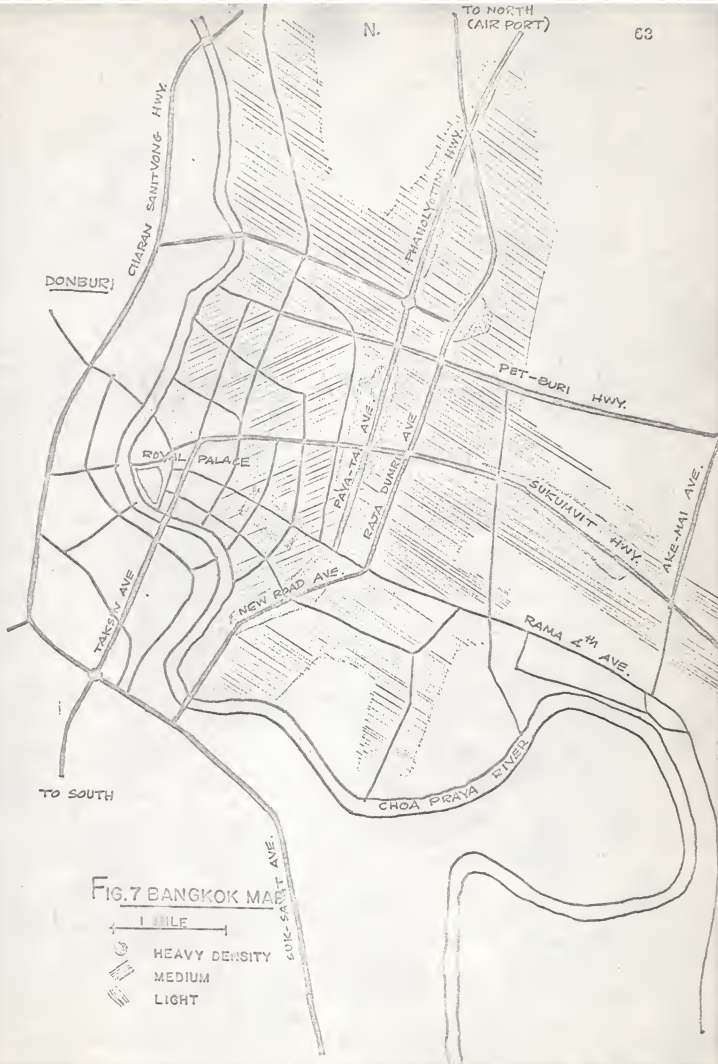 TO NORTH
(AIR PORT)
N.
63
CHARAN SANITVONG HWY.
PHAHOLYOTIN HWY.
DONBURI
PET-BURI HWY.
ROYAL PALACE
PAYA-TAI AVE.
RAJA DUMRI AVE
SUKUMVIT HWY.
AKE-MAI AVE.
TAKSIN AVE
NEW ROAD AVE.
RAMA 4th AVE.
CHOA PRAYA RIVER
TO SOUTH
SUK-SAWAT AVE.
FIG.7 BANGKOK MAP
1 MILE
HEAVY DENSITY
MEDIUM
LIGHT